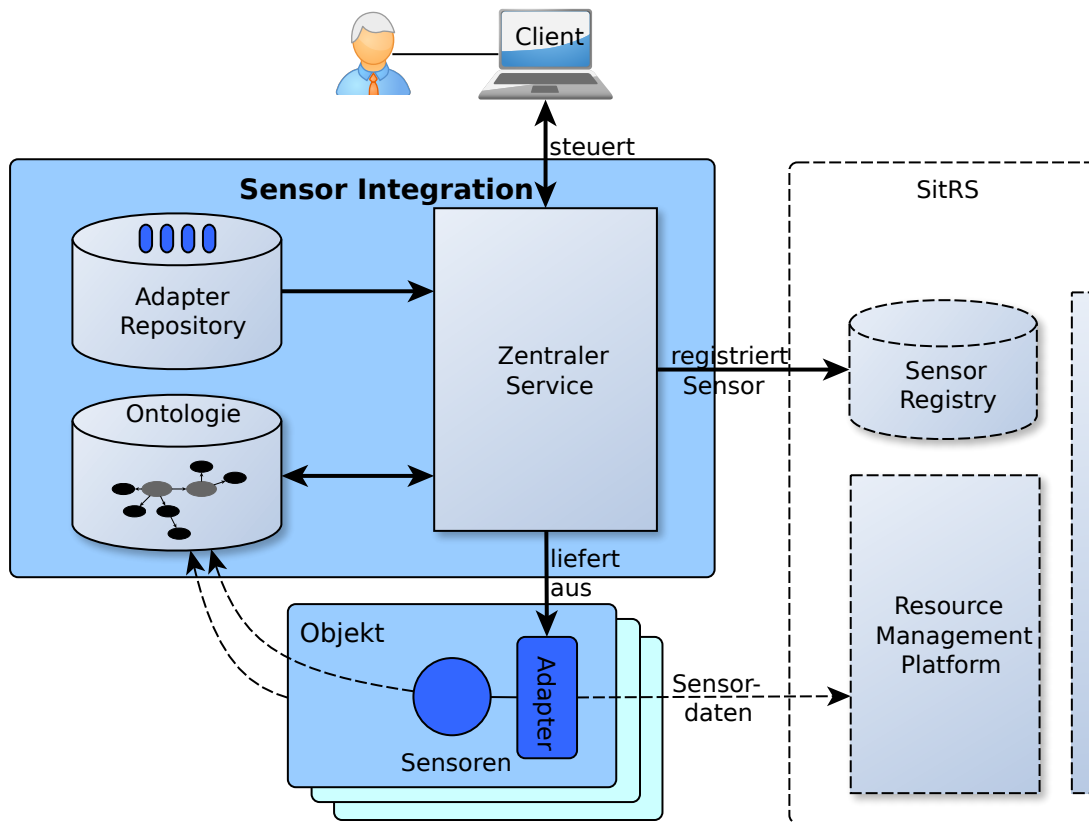 Client
steuert
Sensor Integration
SitRS
Adapter
Repository
Zentraler
Service
registriert
Sensor
Sensor
Registry
Ontologie
liefert
aus
Objekt
Adapter
Sensoren
Sensor-
daten
Resource
Management
Platform